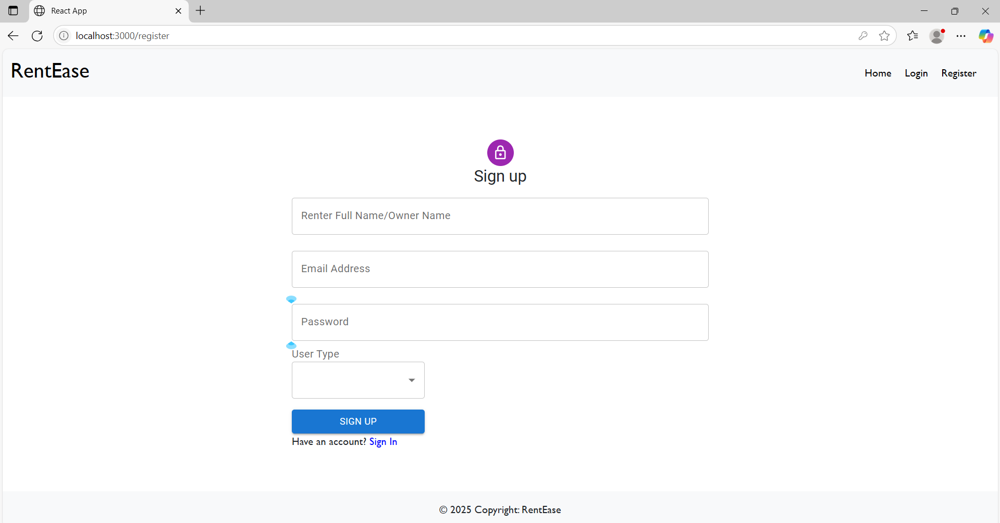 React App
localhost:3000/register
RentEase
Home Login Register
Sign up
Renter Full Name/Owner Name
Email Address
Password
User Type
SIGN UP
Have an account? Sign In
© 2025 Copyright: RentEase